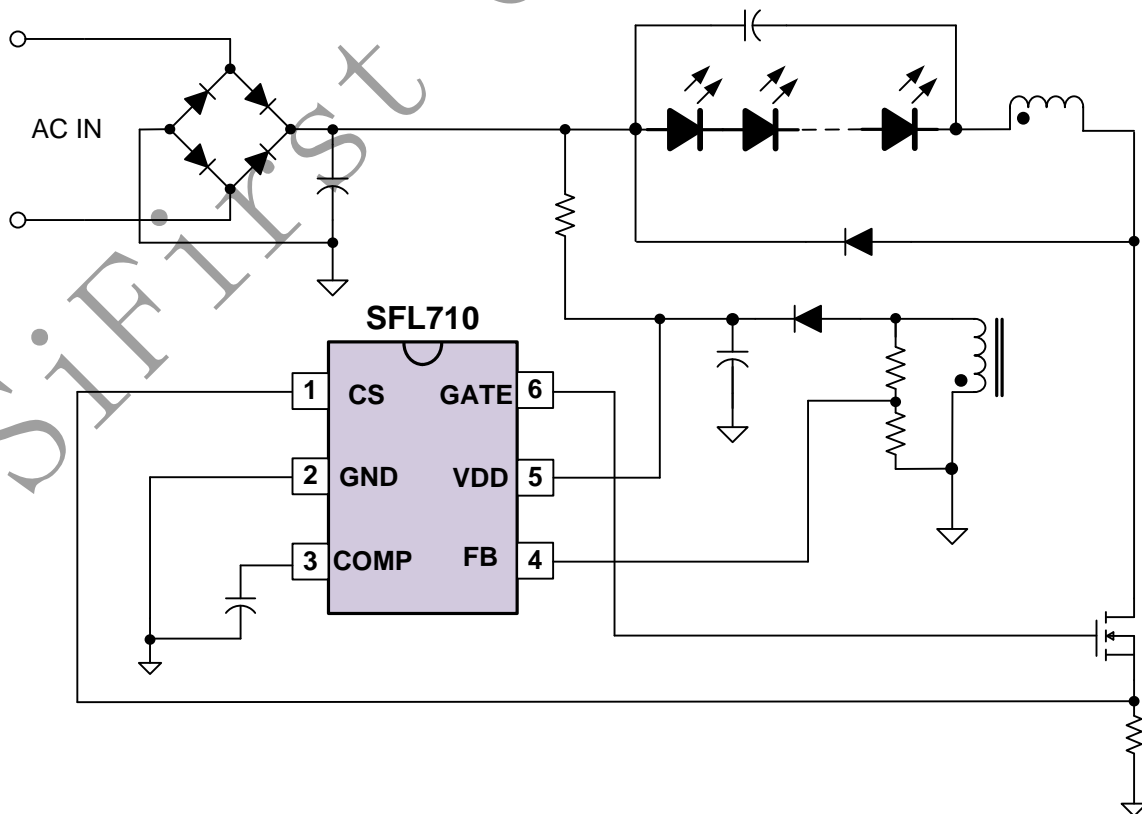 AC IN
SiFirst
SFL710
1 CS GATE 6
2 GND VDD 5
3 COMP FB 4